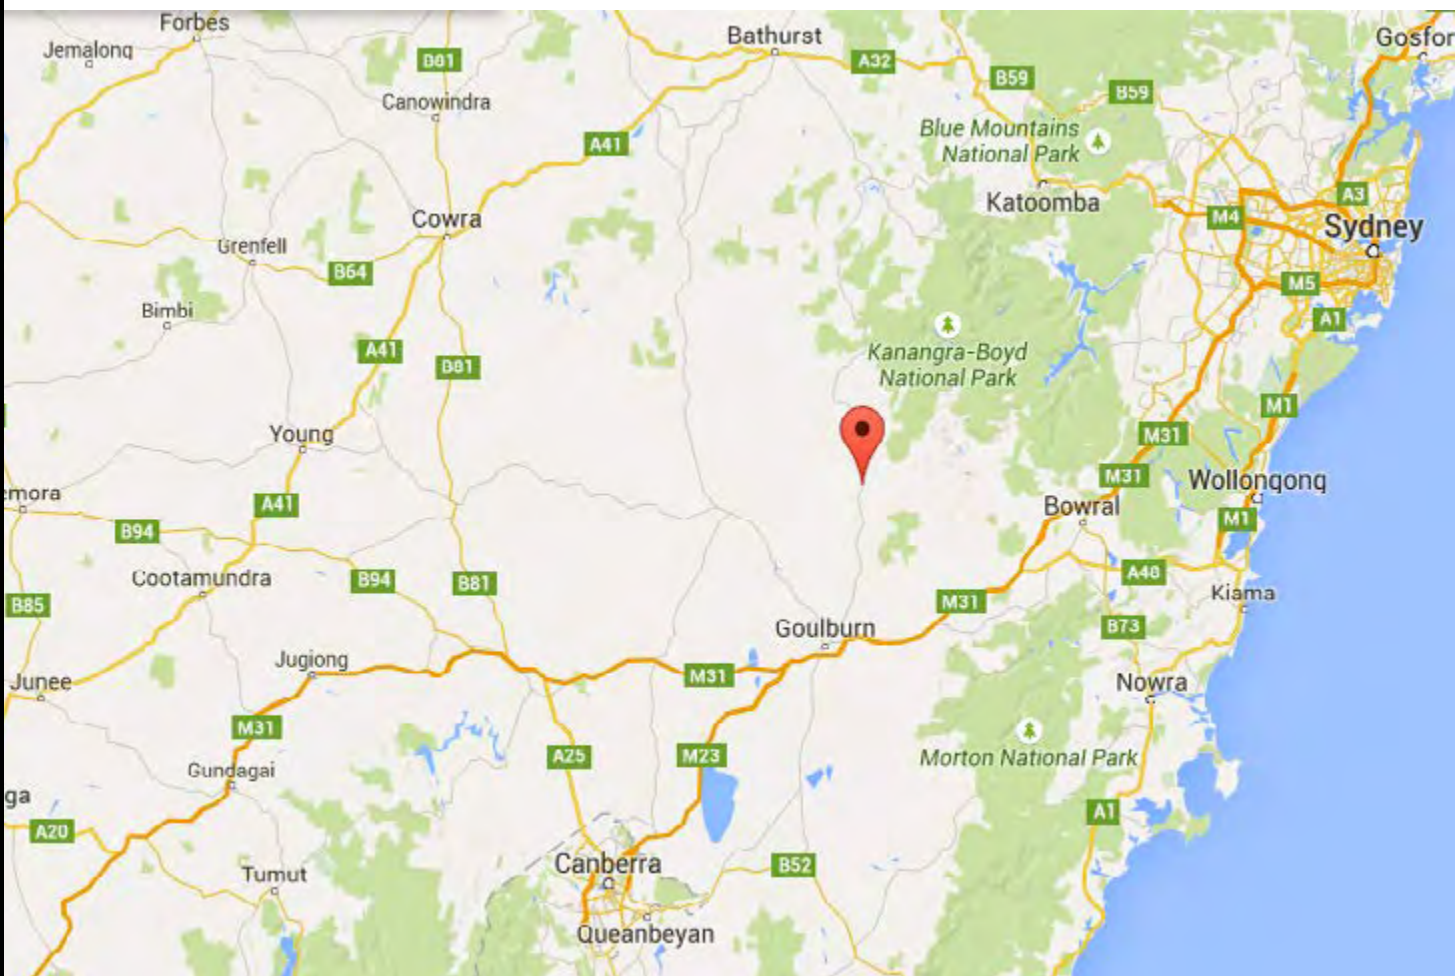 Forbes
Bathurst
Gosfor
Jemalong
B81
A32
B59
B59
Canowindra
Blue Mountains
National Park
A41
Katoomba
A3
M4
Sydney
Cowra
Grenfell
B64
M5
Bimbi
A1
A41
B81
Kanangra-Boyd
National Park
M1
Young
M31
M31
Wollongong
emora
A41
Bowral
M1
B94
Cootamundra
B94
B81
A48
B85
M31
Kiama
Goulburn
B73
Jugiong
M31
Junee
Nowra
M31
Gundagai
A25
M23
Morton National Park
ga
A20
A1
Tumut
Canberra
B52
Queanbeyan